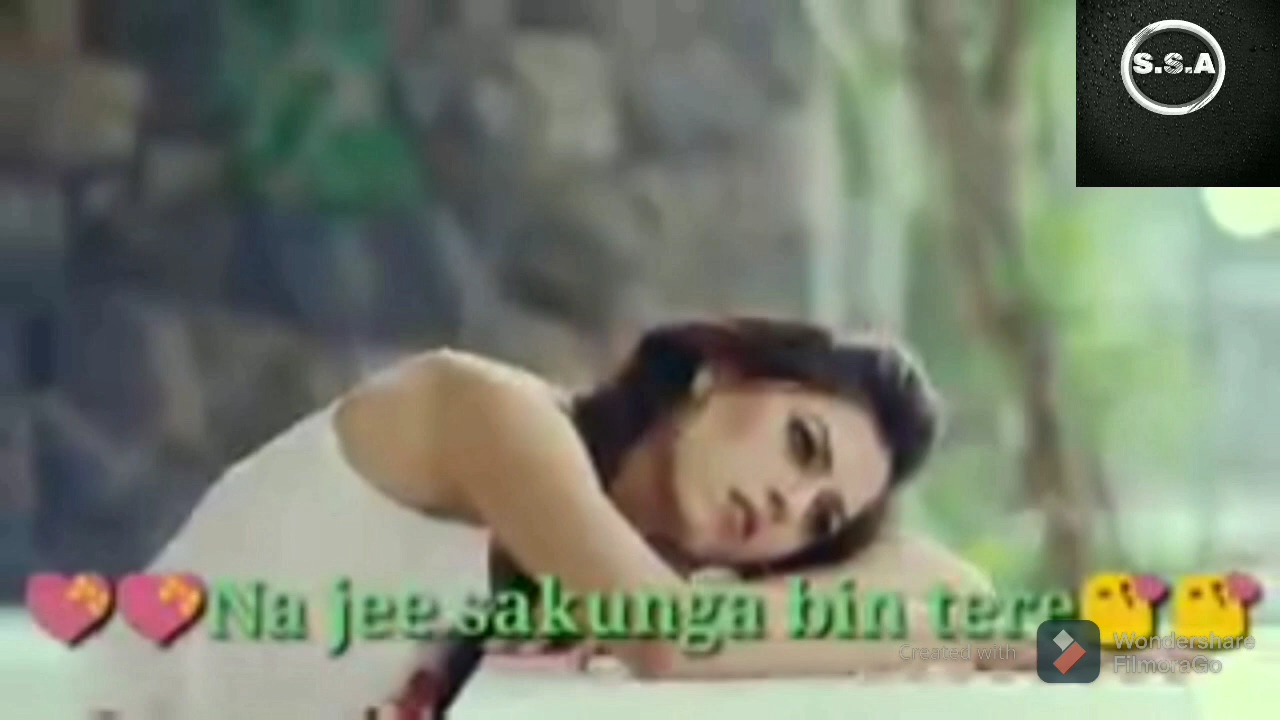 S.S.A
💝💝Na jee sakunga bin tere😘😘
Created with
Wondershare
FilmoraGo